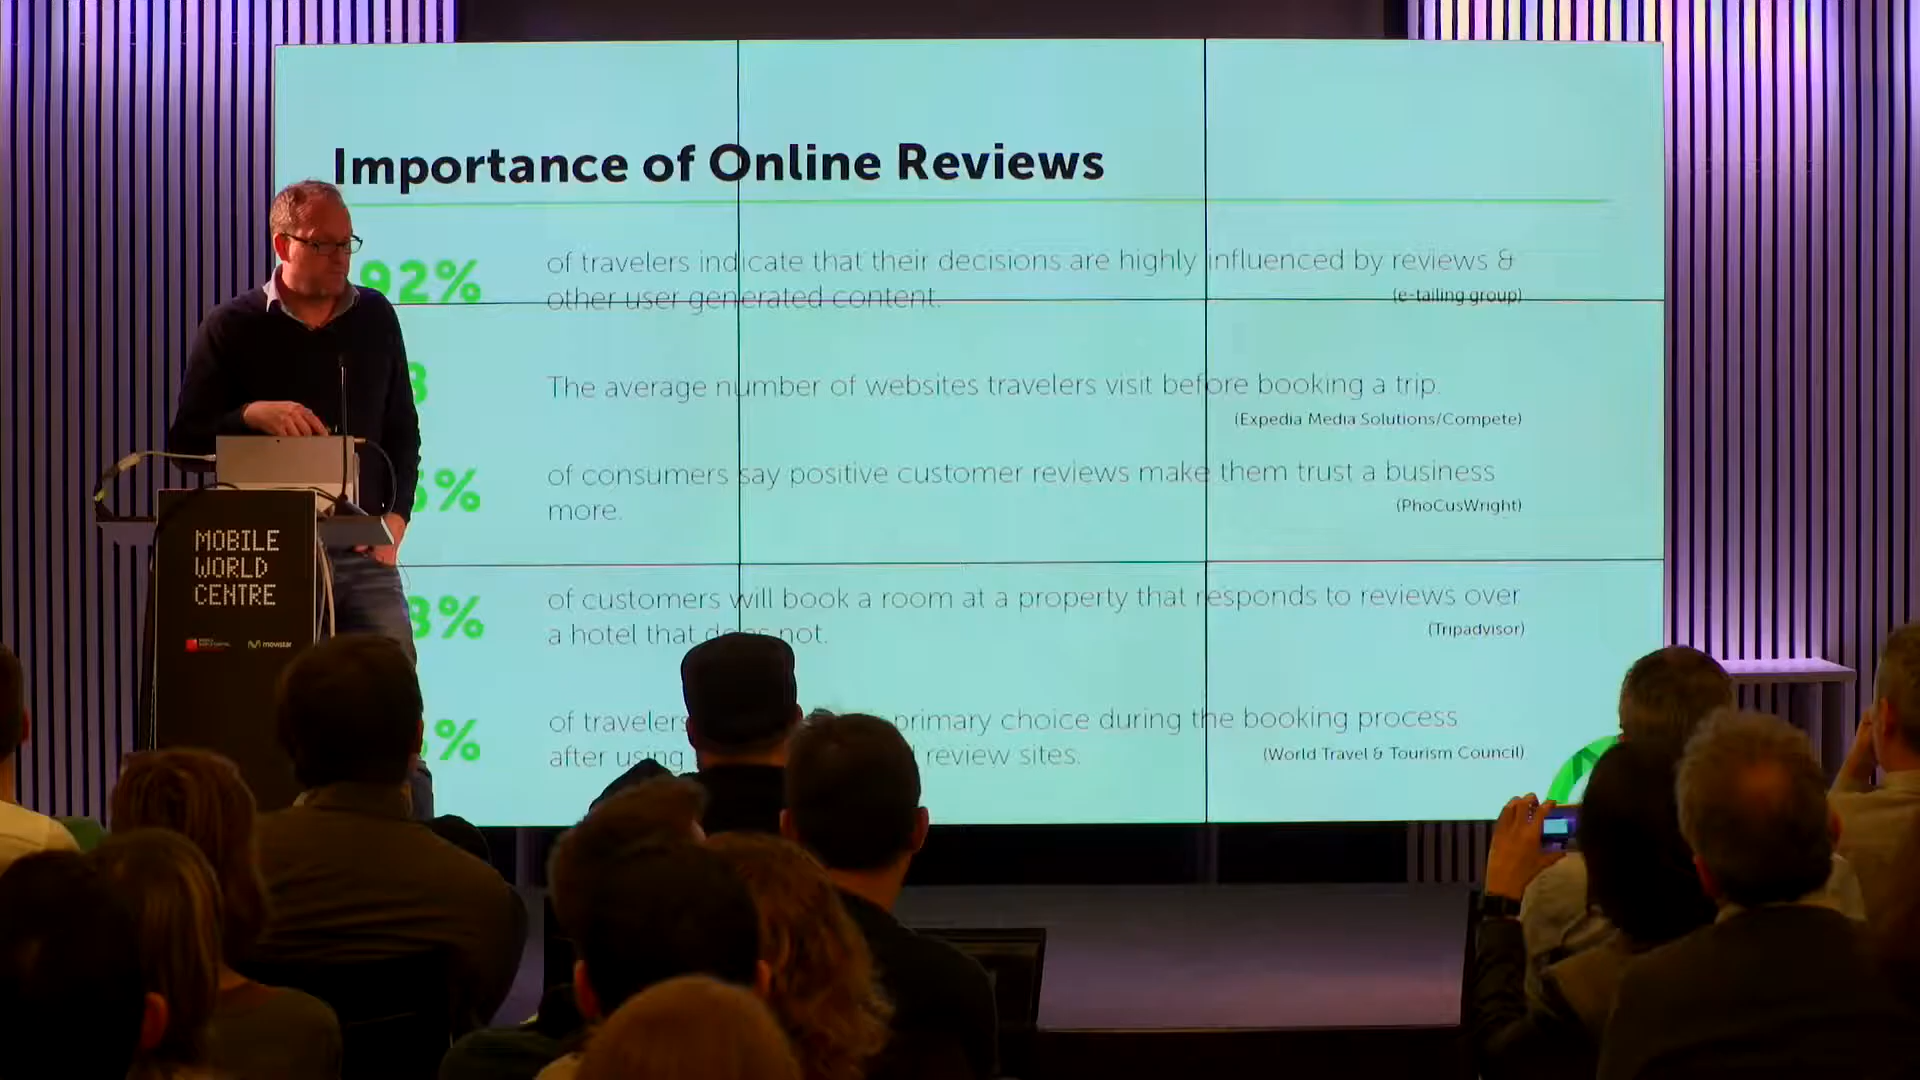 Importance of Online Reviews
92%
of travelers indicate that their decisions are highly influenced by reviews &
other user generated content.
(e-tailing group)
The average number of websites travelers visit before booking a trip.
(Expedia Media Solutions/Compete)
of consumers say positive customer reviews make them trust a business
more.
(PhoCusWright)
of customers will book a room at a property that responds to reviews over
a hotel that does not.
(Tripadvisor)
of travelers primary choice during the booking process
after using review sites.
(World Travel & Tourism Council)
MOBILE
WORLD
CENTRE
movistar